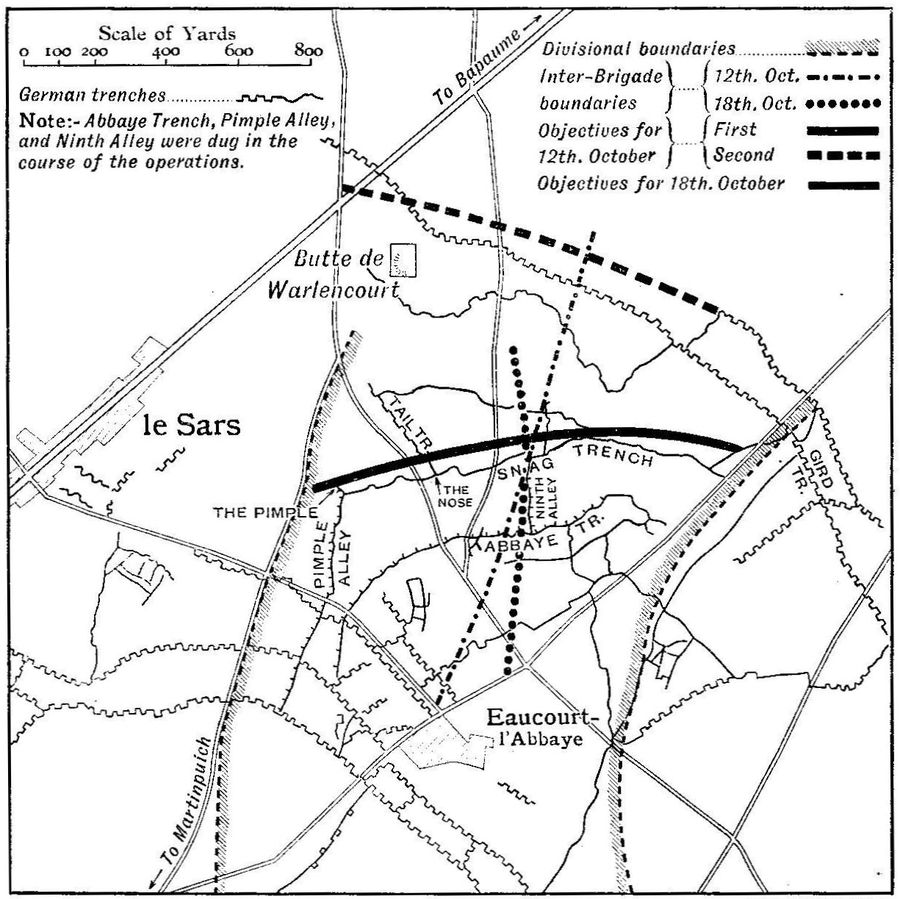 Scale of Yards
0 100 200 400 600 800
German trenches
Note:- Abbaye Trench, Pimple Alley,
and Ninth Alley were dug in the
course of the operations.
To Bapaume
Divisional boundaries
Inter-Brigade 12th. Oct.
boundaries 18th. Oct.
Objectives for First
12th. October Second
Objectives for 18th. October
Butte de
Warlencourt
le Sars
TAIL TR.
SNAG TRENCH
THE
NOSE
THE PIMPLE
PIMPLE
ALLEY
NINTH
ALLEY
ABBAYE TR.
GIRD
TR.
Eaucourt-
l'Abbaye
To Martinpuich